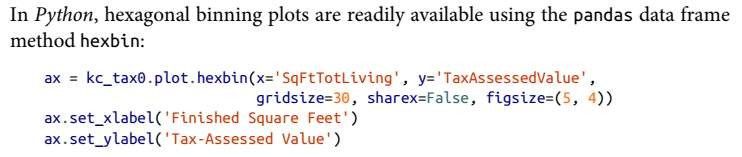 In Python, hexagonal binning plots are readily available using the pandas data frame
method hexbin:
ax = kc_tax0.plot.hexbin(x='SqFtTotLiving', y='TaxAssessedValue',
                         gridsize=30, sharex=False, figsize=(5, 4))
ax.set_xlabel('Finished Square Feet')
ax.set_ylabel('Tax-Assessed Value')